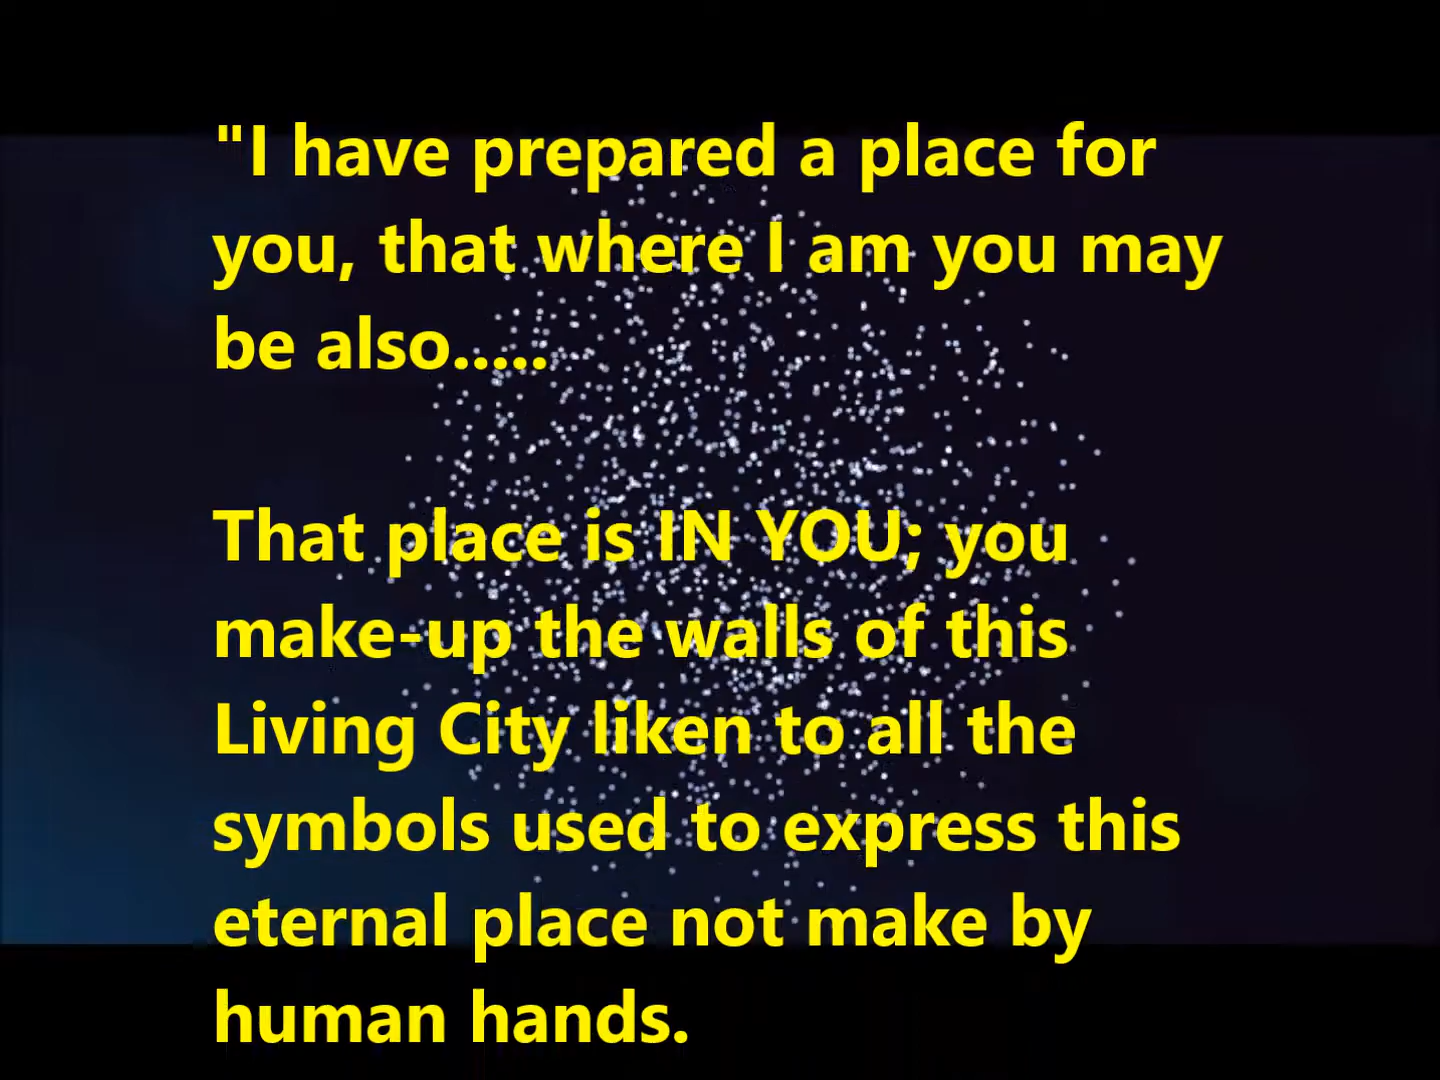 "I have prepared a place for
you, that where I am you may
be also.....
That place is IN YOU; you
make-up the walls of this
Living City liken to all the
symbols used to express this
eternal place not make by
human hands.